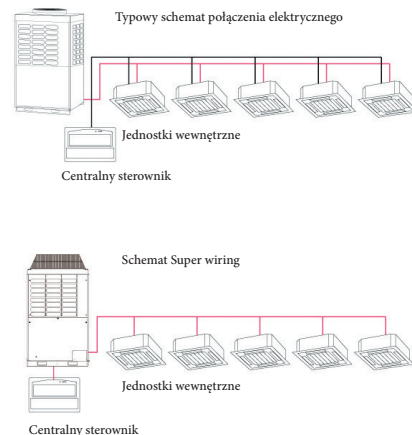 Typowy schemat połączenia elektrycznego
Jednostki wewnętrzne
Centralny sterownik
Schemat Super wiring
Jednostki wewnętrzne
Centralny sterownik